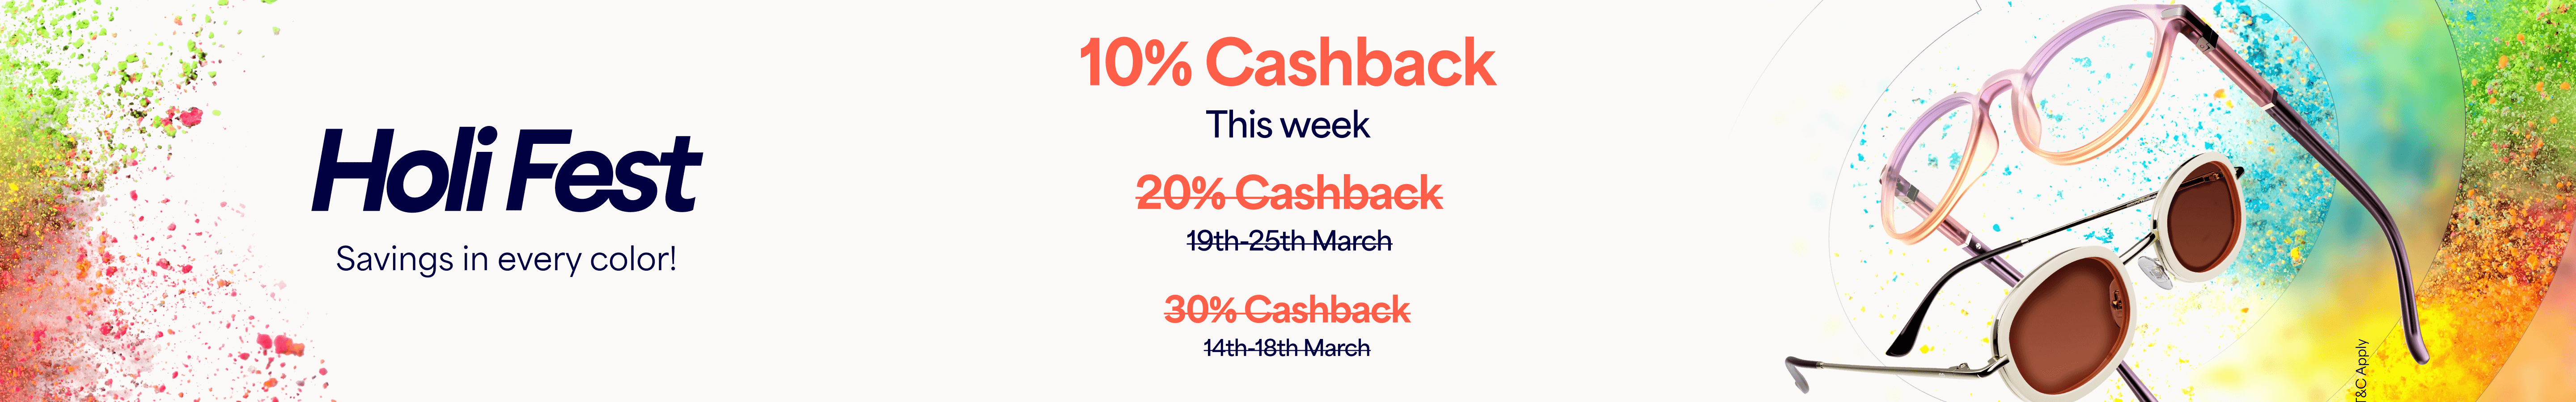 Holi Fest
Savings in every color!
10% Cashback
This week
20% Cashback
19th-25th March
30% Cashback
14th-18th March
T&C Apply